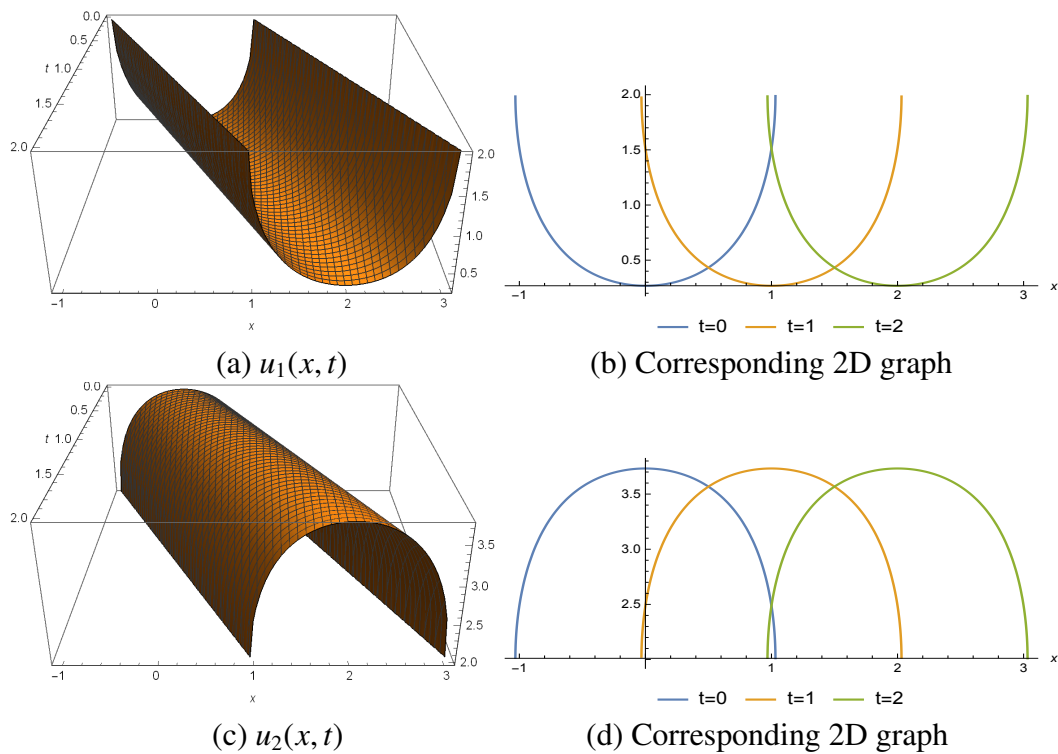 0.0
0.5
t 1.0
1.5
2.0
2.0
1.5
1.0
0.5
−1 0 1 2 3
x
(a) u₁(x, t)
2.0
1.5
1.0
0.5
−1 1 2 3 x
t=0 t=1 t=2
(b) Corresponding 2D graph
0.0
0.5
t 1.0
1.5
2.0
3.5
3.0
2.5
2.0
−1 0 1 2 3
x
(c) u₂(x, t)
3.5
3.0
2.5
−1 1 2 3 x
t=0 t=1 t=2
(d) Corresponding 2D graph